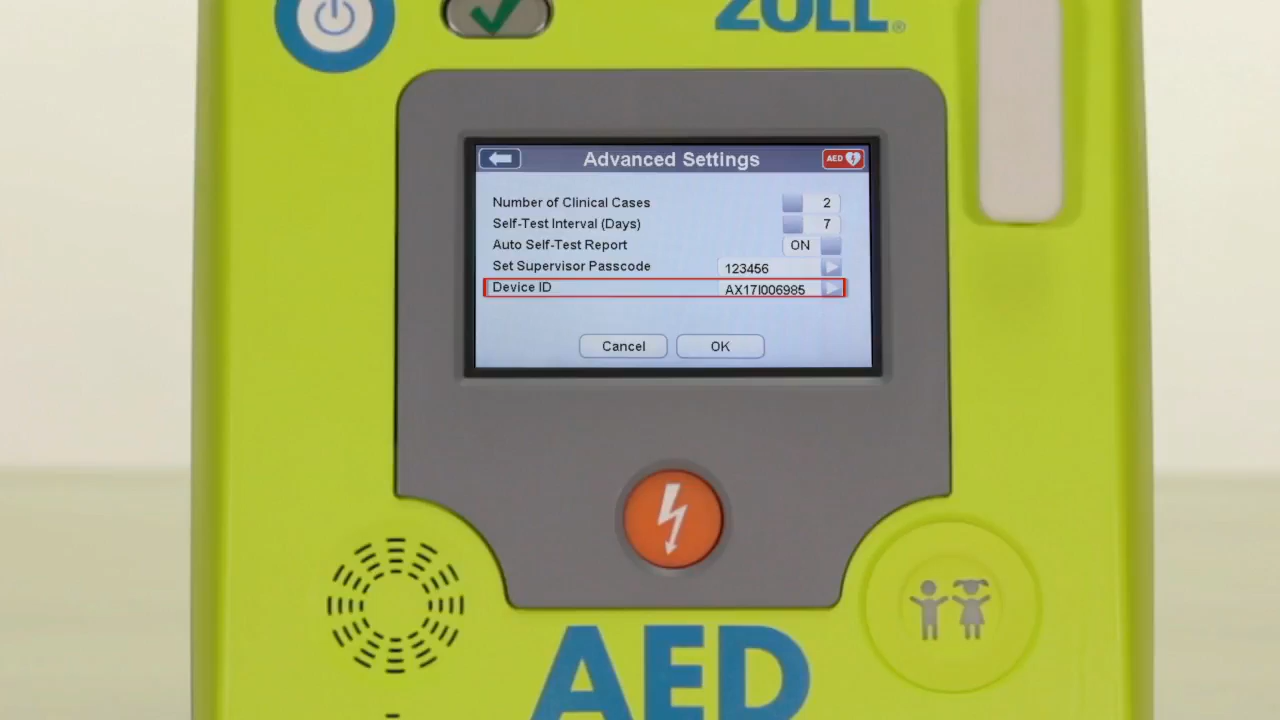 ZOLL®
Advanced Settings
AED
Number of Clinical Cases 2
Self-Test Interval (Days) 7
Auto Self-Test Report ON
Set Supervisor Passcode 123456
Device ID AX17I006985
Cancel OK
AED